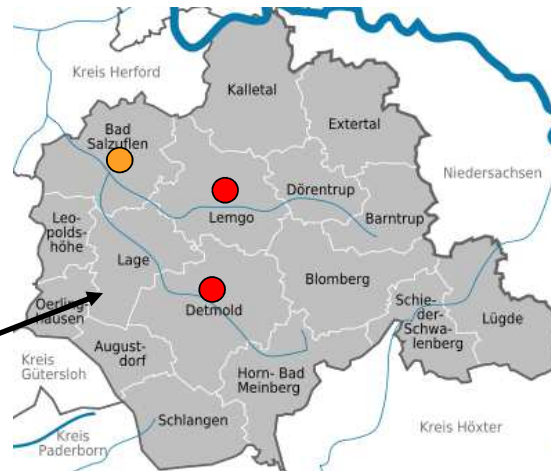 Kreis Herford
Kalletal
Extertal
Bad
Salzuflen
Niedersachsen
Dörentrup
Leo-
polds-
höhe
Lemgo
Barntrup
Lage
Blomberg
Oerling-
hausen
Detmold
Schie-
der-
Schwa-
lenberg
Lügde
August-
dorf
Kreis
Gütersloh
Horn- Bad
Meinberg
Schlangen
Kreis Höxter
Kreis
Paderborn